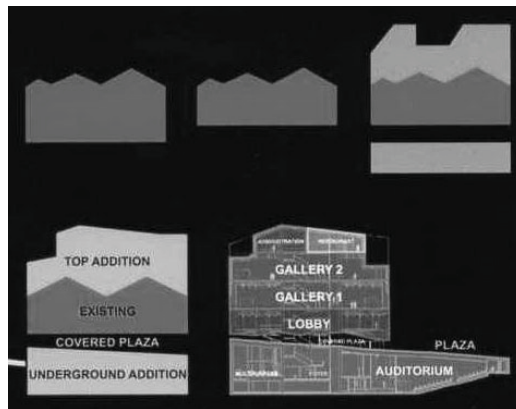 TOP ADDITION
EXISTING
COVERED PLAZA
UNDERGROUND ADDITION
ADMINISTRATION
RESTAURANT
GALLERY 2
GALLERY 1
LOBBY
COVERED PLAZA
PLAZA
MULTIPURPOSE
FOYER
AUDITORIUM